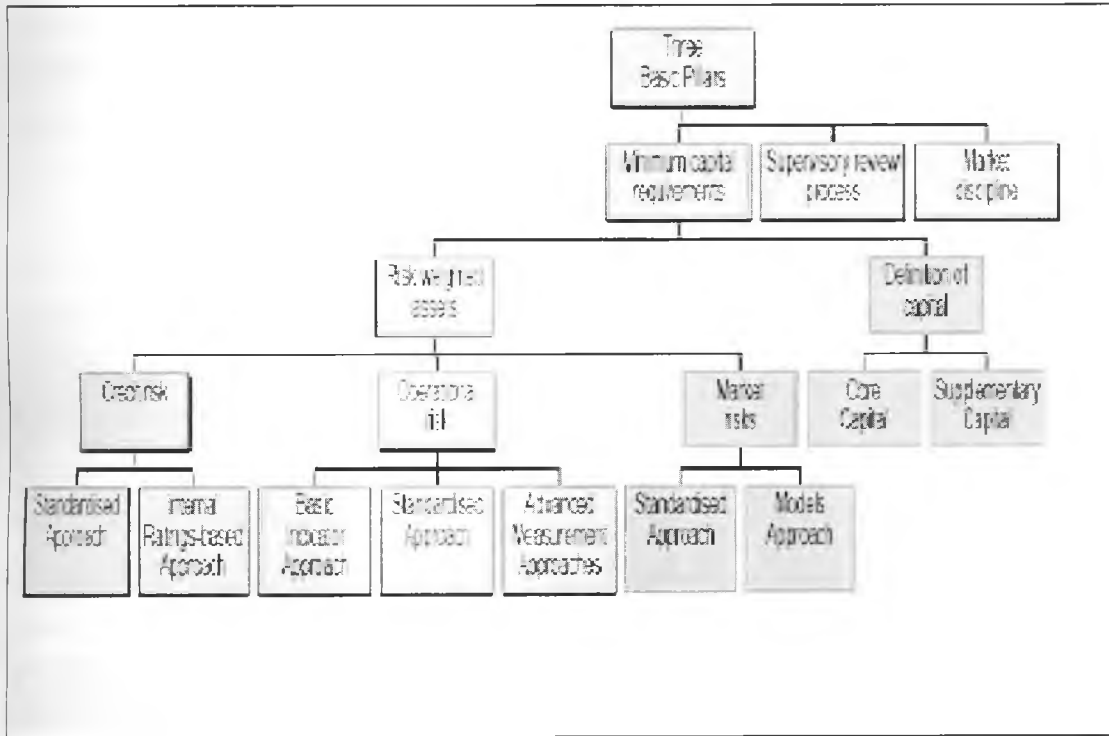 Three
Basic Pillars
Minimum capital
requirements
Supervisory review
process
Market
discipline
Risk weighted
assets
Definition of
capital
Credit risk
Operational
risk
Market
risks
Core
Capital
Supplementary
Capital
Standardised
Approach
Internal
Ratings-based
Approach
Basic
Indicator
Approach
Standardised
Approach
Advanced
Measurement
Approaches
Standardised
Approach
Models
Approach